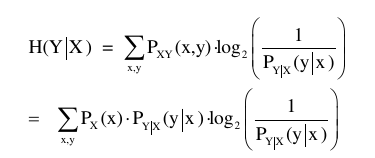 H(Y|X) = ∑_{x,y} P_{XY}(x,y)·log_2(1/P_{Y|X}(y|x))
= ∑_{x,y} P_X(x)·P_{Y|X}(y|x)·log_2(1/P_{Y|X}(y|x))